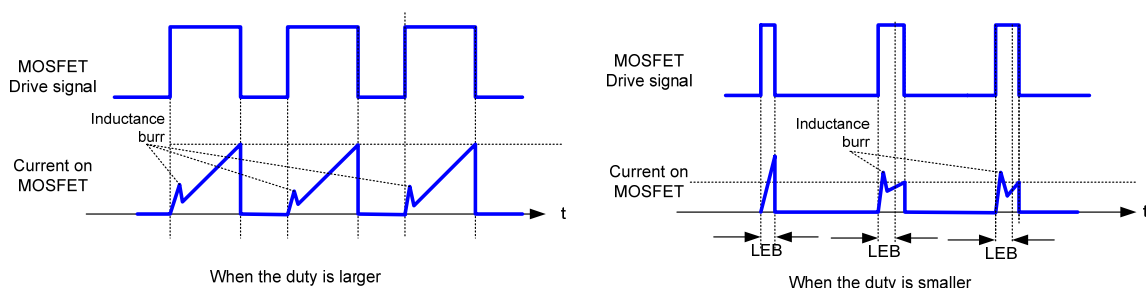 MOSFET
Drive signal
Inductance
burr
Current on
MOSFET
t
When the duty is larger
MOSFET
Drive signal
Inductance
burr
Current on
MOSFET
t
LEB
LEB
LEB
When the duty is smaller